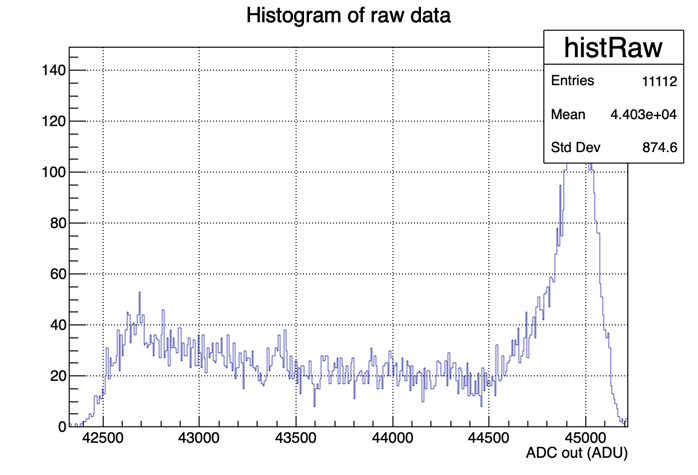 Histogram of raw data
histRaw
Entries 11112
Mean 4.403e+04
Std Dev 874.6
140
120
100
80
60
40
20
0
42500 43000 43500 44000 44500 45000
ADC out (ADU)